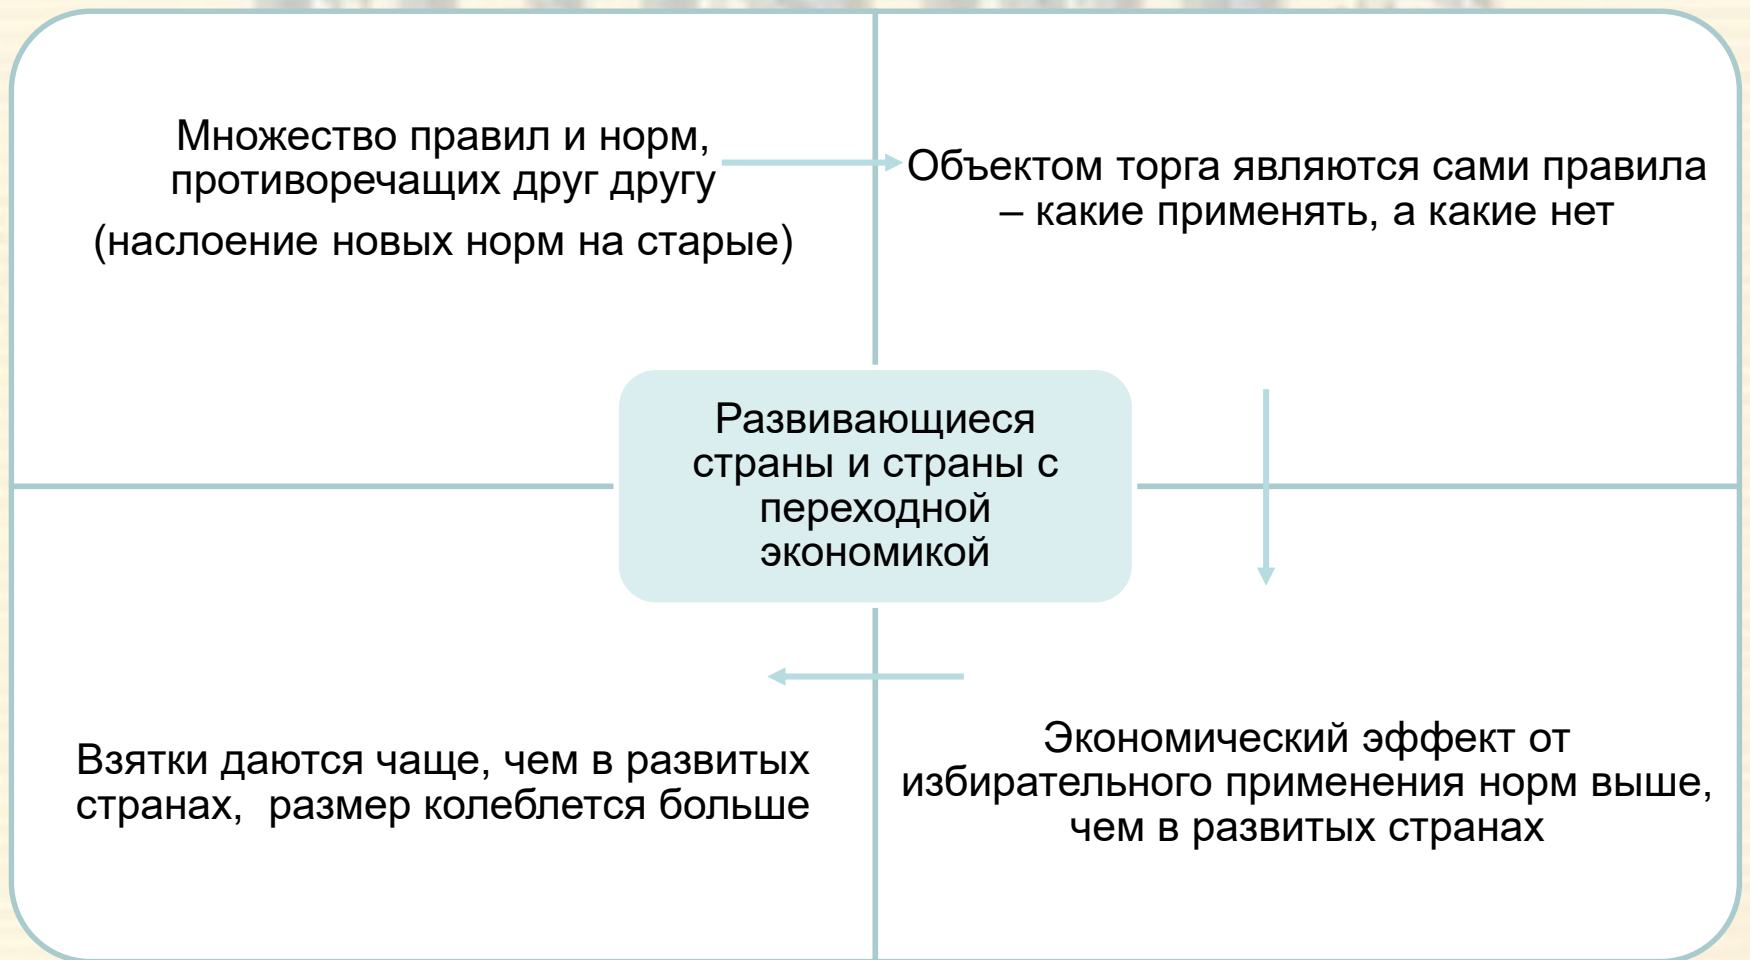 Множество правил и норм,
противоречащих друг другу
(наслоение новых норм на старые)
Объектом торга являются сами правила
– какие применять, а какие нет
Развивающиеся
страны и страны с
переходной
экономикой
Взятки даются чаще, чем в развитых
странах,  размер колеблется больше
Экономический эффект от
избирательного применения норм выше,
чем в развитых странах